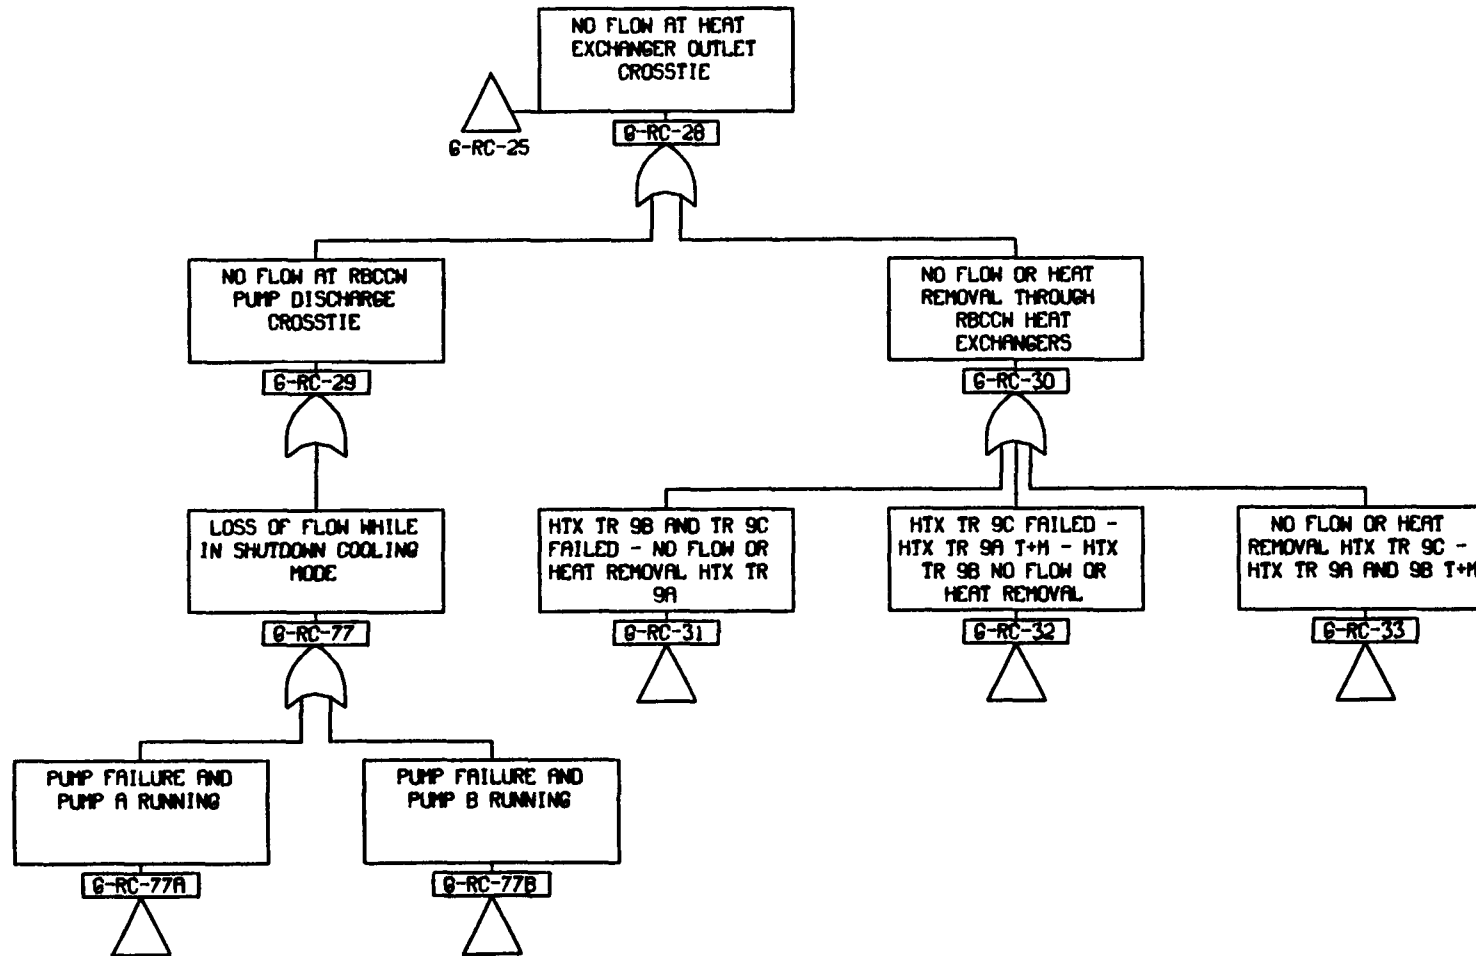 NO FLOW AT HEAT
EXCHANGER OUTLET
CROSSTIE
G-RC-25
G-RC-28
NO FLOW AT RBCCW
PUMP DISCHARGE
CROSSTIE
G-RC-29
NO FLOW OR HEAT
REMOVAL THROUGH
RBCCW HEAT
EXCHANGERS
G-RC-30
LOSS OF FLOW WHILE
IN SHUTDOWN COOLING
MODE
G-RC-77
HTX TR 9B AND TR 9C
FAILED - NO FLOW OR
HEAT REMOVAL HTX TR
9A
G-RC-31
HTX TR 9C FAILED -
HTX TR 9A T+M - HTX
TR 9B NO FLOW OR
HEAT REMOVAL
G-RC-32
NO FLOW OR HEAT
REMOVAL HTX TR 9C -
HTX TR 9A AND 9B T+M
G-RC-33
PUMP FAILURE AND
PUMP A RUNNING
G-RC-77A
PUMP FAILURE AND
PUMP B RUNNING
G-RC-77B